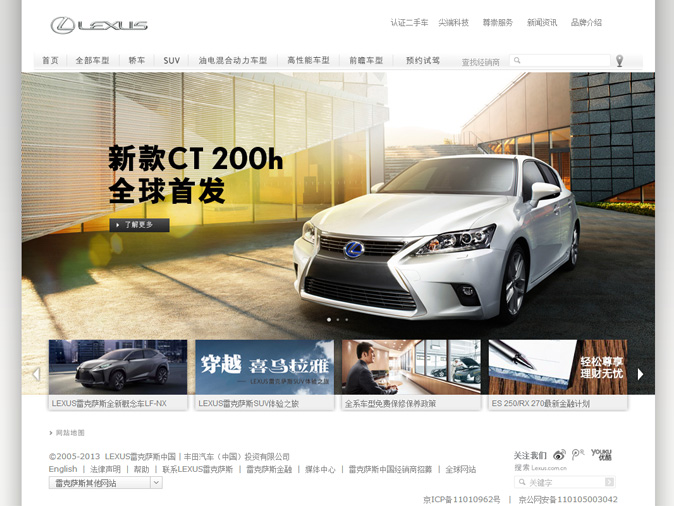 LEXUS
认证二手车 尖端科技 尊崇服务 新闻资讯 品牌介绍
首页 全部车型 轿车 SUV 油电混合动力车型 高性能车型 前瞻车型 预约试驾 查找经销商
新款CT 200h
全球首发
了解更多
穿越 喜马拉雅
LEXUS雷克萨斯SUV体验之旅
轻松尊享
理财无忧
LEXUS雷克萨斯全新概念车LF-NX
LEXUS雷克萨斯SUV体验之旅
全系车型免费保修保养政策
ES 250/RX 270最新金融计划
网站地图
©2005-2013 LEXUS雷克萨斯中国|丰田汽车（中国）投资有限公司
English | 法律声明 | 帮助 | 联系LEXUS雷克萨斯 | 雷克萨斯金融 | 媒体中心 | 雷克萨斯中国经销商招募 | 全球网站
雷克萨斯其他网站
关注我们
YOUKU
优酷
搜索 Lexus.com.cn
关键字
京ICP备11010962号 | 京公网安备110105003042